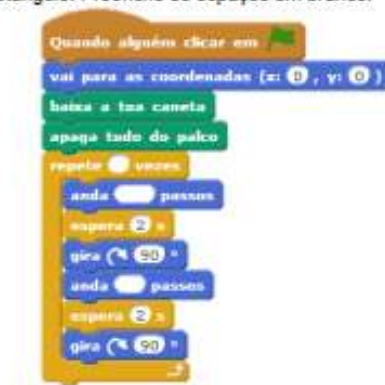 Quando alguém clicar em
vai para as coordenadas (x: 0, y: 0)
baixa a tua caneta
apaga tudo do palco
repete vezes
anda passos
espera 2 s
gira 90 °
anda passos
espera 2 s
gira 90 °